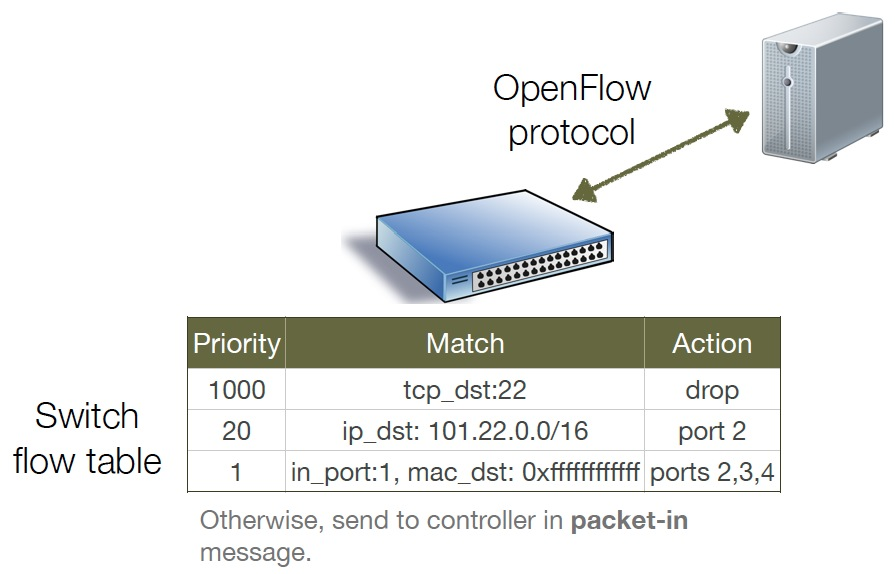 OpenFlow
protocol
Priority Match Action
1000 tcp_dst:22 drop
20 ip_dst: 101.22.0.0/16 port 2
1 in_port:1, mac_dst: 0xffffffffffff ports 2,3,4
Switch
flow table
Otherwise, send to controller in packet-in
message.